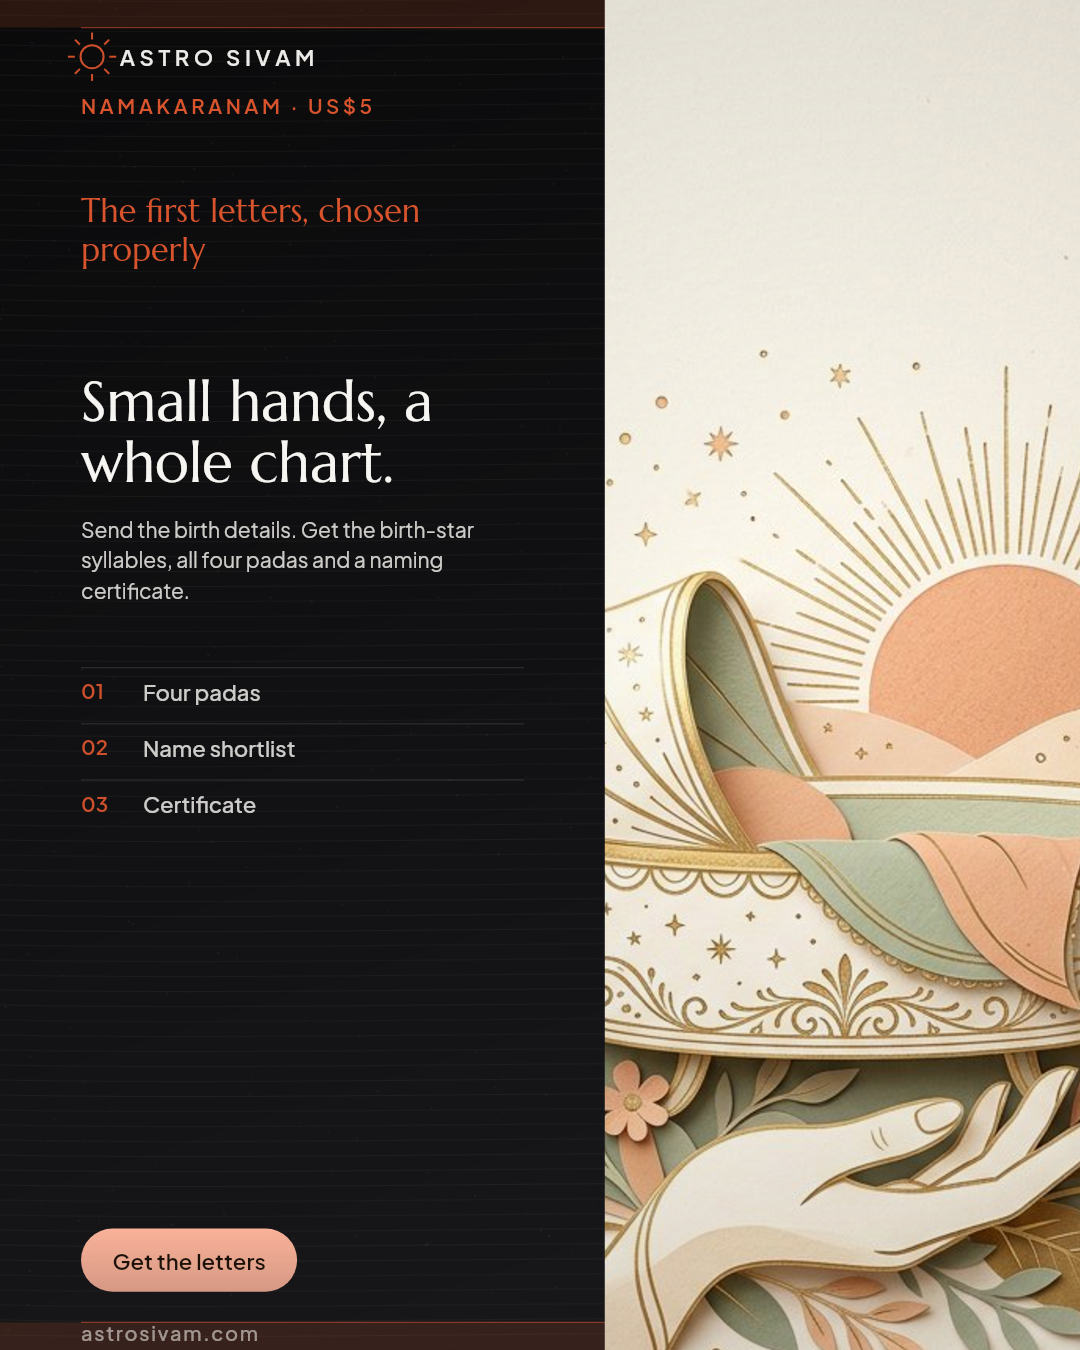 ASTRO SIVAM
NAMAKARANAM · US$5
The first letters, chosen
properly
Small hands, a
whole chart.
Send the birth details. Get the birth-star
syllables, all four padas and a naming
certificate.
01 Four padas
02 Name shortlist
03 Certificate
Get the letters
astrosivam.com